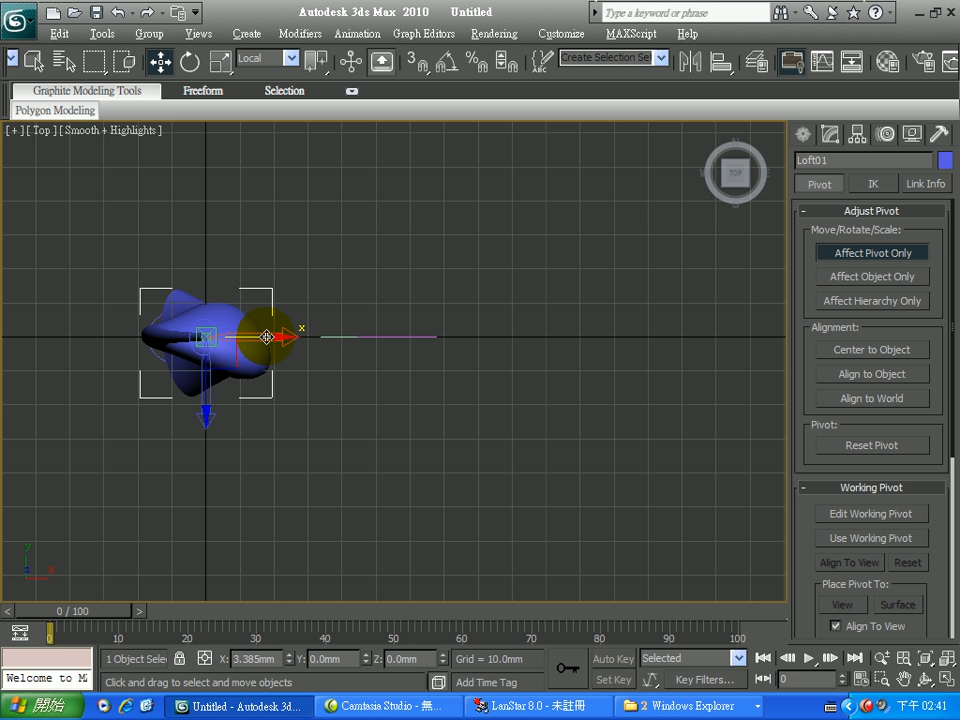 Autodesk 3ds Max 2010 Untitled
Type a keyword or phrase
Edit Tools Group Views Create Modifiers Animation Graph Editors Rendering Customize MAXScript Help
Local
3
Create Selection Se
Graphite Modeling Tools Freeform Selection
Polygon Modeling
[ + ] [ Top ] [ Smooth + Highlights ]
TOP
x
Loft01
Pivot IK Link Info
- Adjust Pivot
Move/Rotate/Scale:
Affect Pivot Only
Affect Object Only
Affect Hierarchy Only
Alignment:
Center to Object
Align to Object
Align to World
Pivot:
Reset Pivot
- Working Pivot
Edit Working Pivot
Use Working Pivot
Align To View Reset
Place Pivot To:
View Surface
Align To View
< 0 / 100 >
0 10 20 30 40 50 60 70 80 90 100
1 Object Sele X: 3.385mm Y: 0.0mm Z: 0.0mm Grid = 10.0mm Auto Key Selected
Welcome to M Click and drag to select and move objects Add Time Tag Set Key Key Filters... 0
開始 Untitled - Autodesk 3d... Camtasia Studio - 無... LanStar 8.0 - 未註冊 2 Windows Explorer 下午 02:41